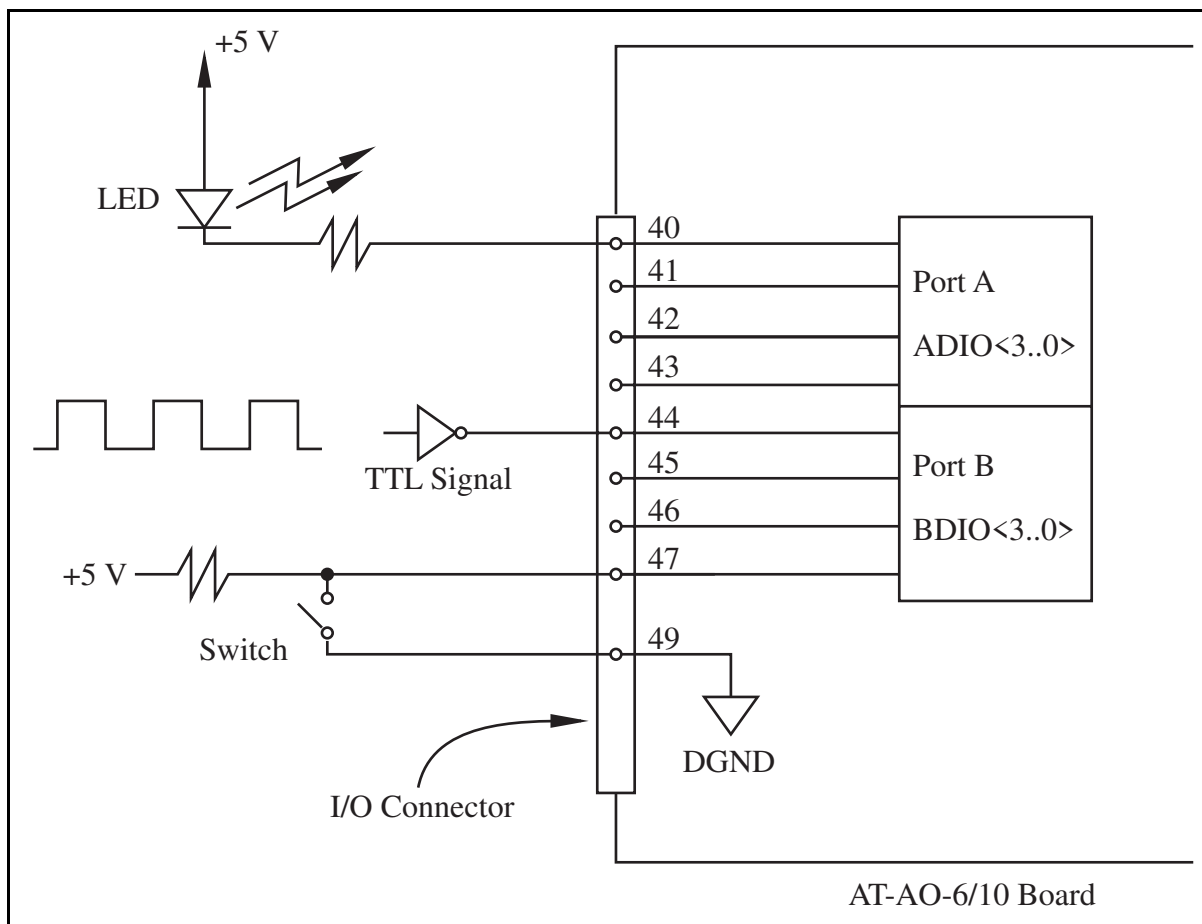 +5 V
LED
40
41
Port A
42
ADIO<3..0>
43
44
TTL Signal
45
Port B
46
BDIO<3..0>
47
+5 V
Switch
49
DGND
I/O Connector
AT-AO-6/10 Board